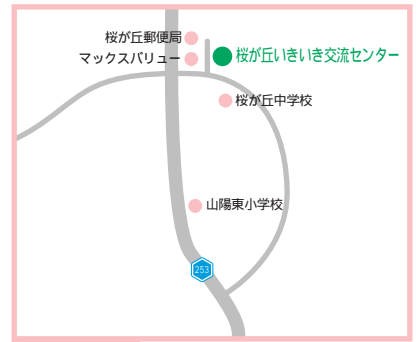 桜が丘郵便局
マックスバリュー
桜が丘いきいき交流センター
桜が丘中学校
山陽東小学校
253